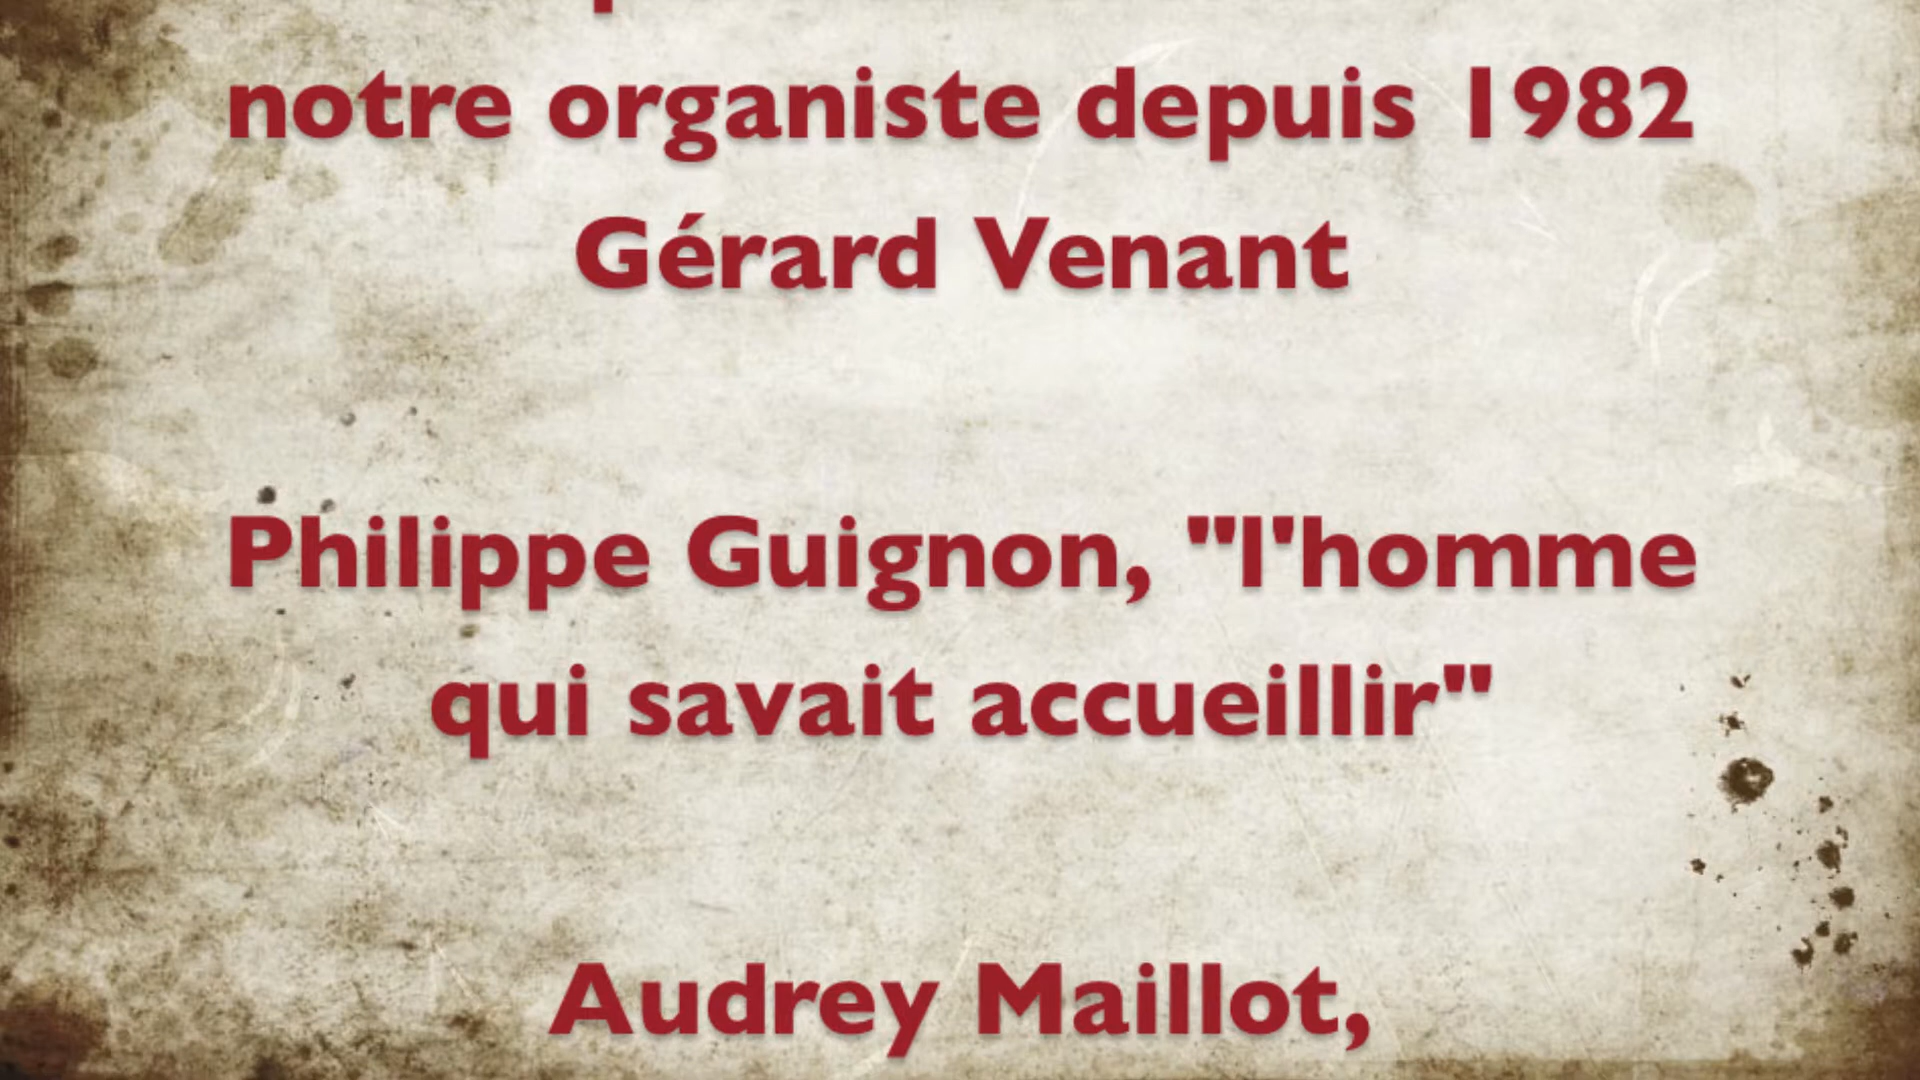 notre organiste depuis 1982
Gérard Venant
Philippe Guignon, "l'homme
qui savait accueillir"
Audrey Maillot,